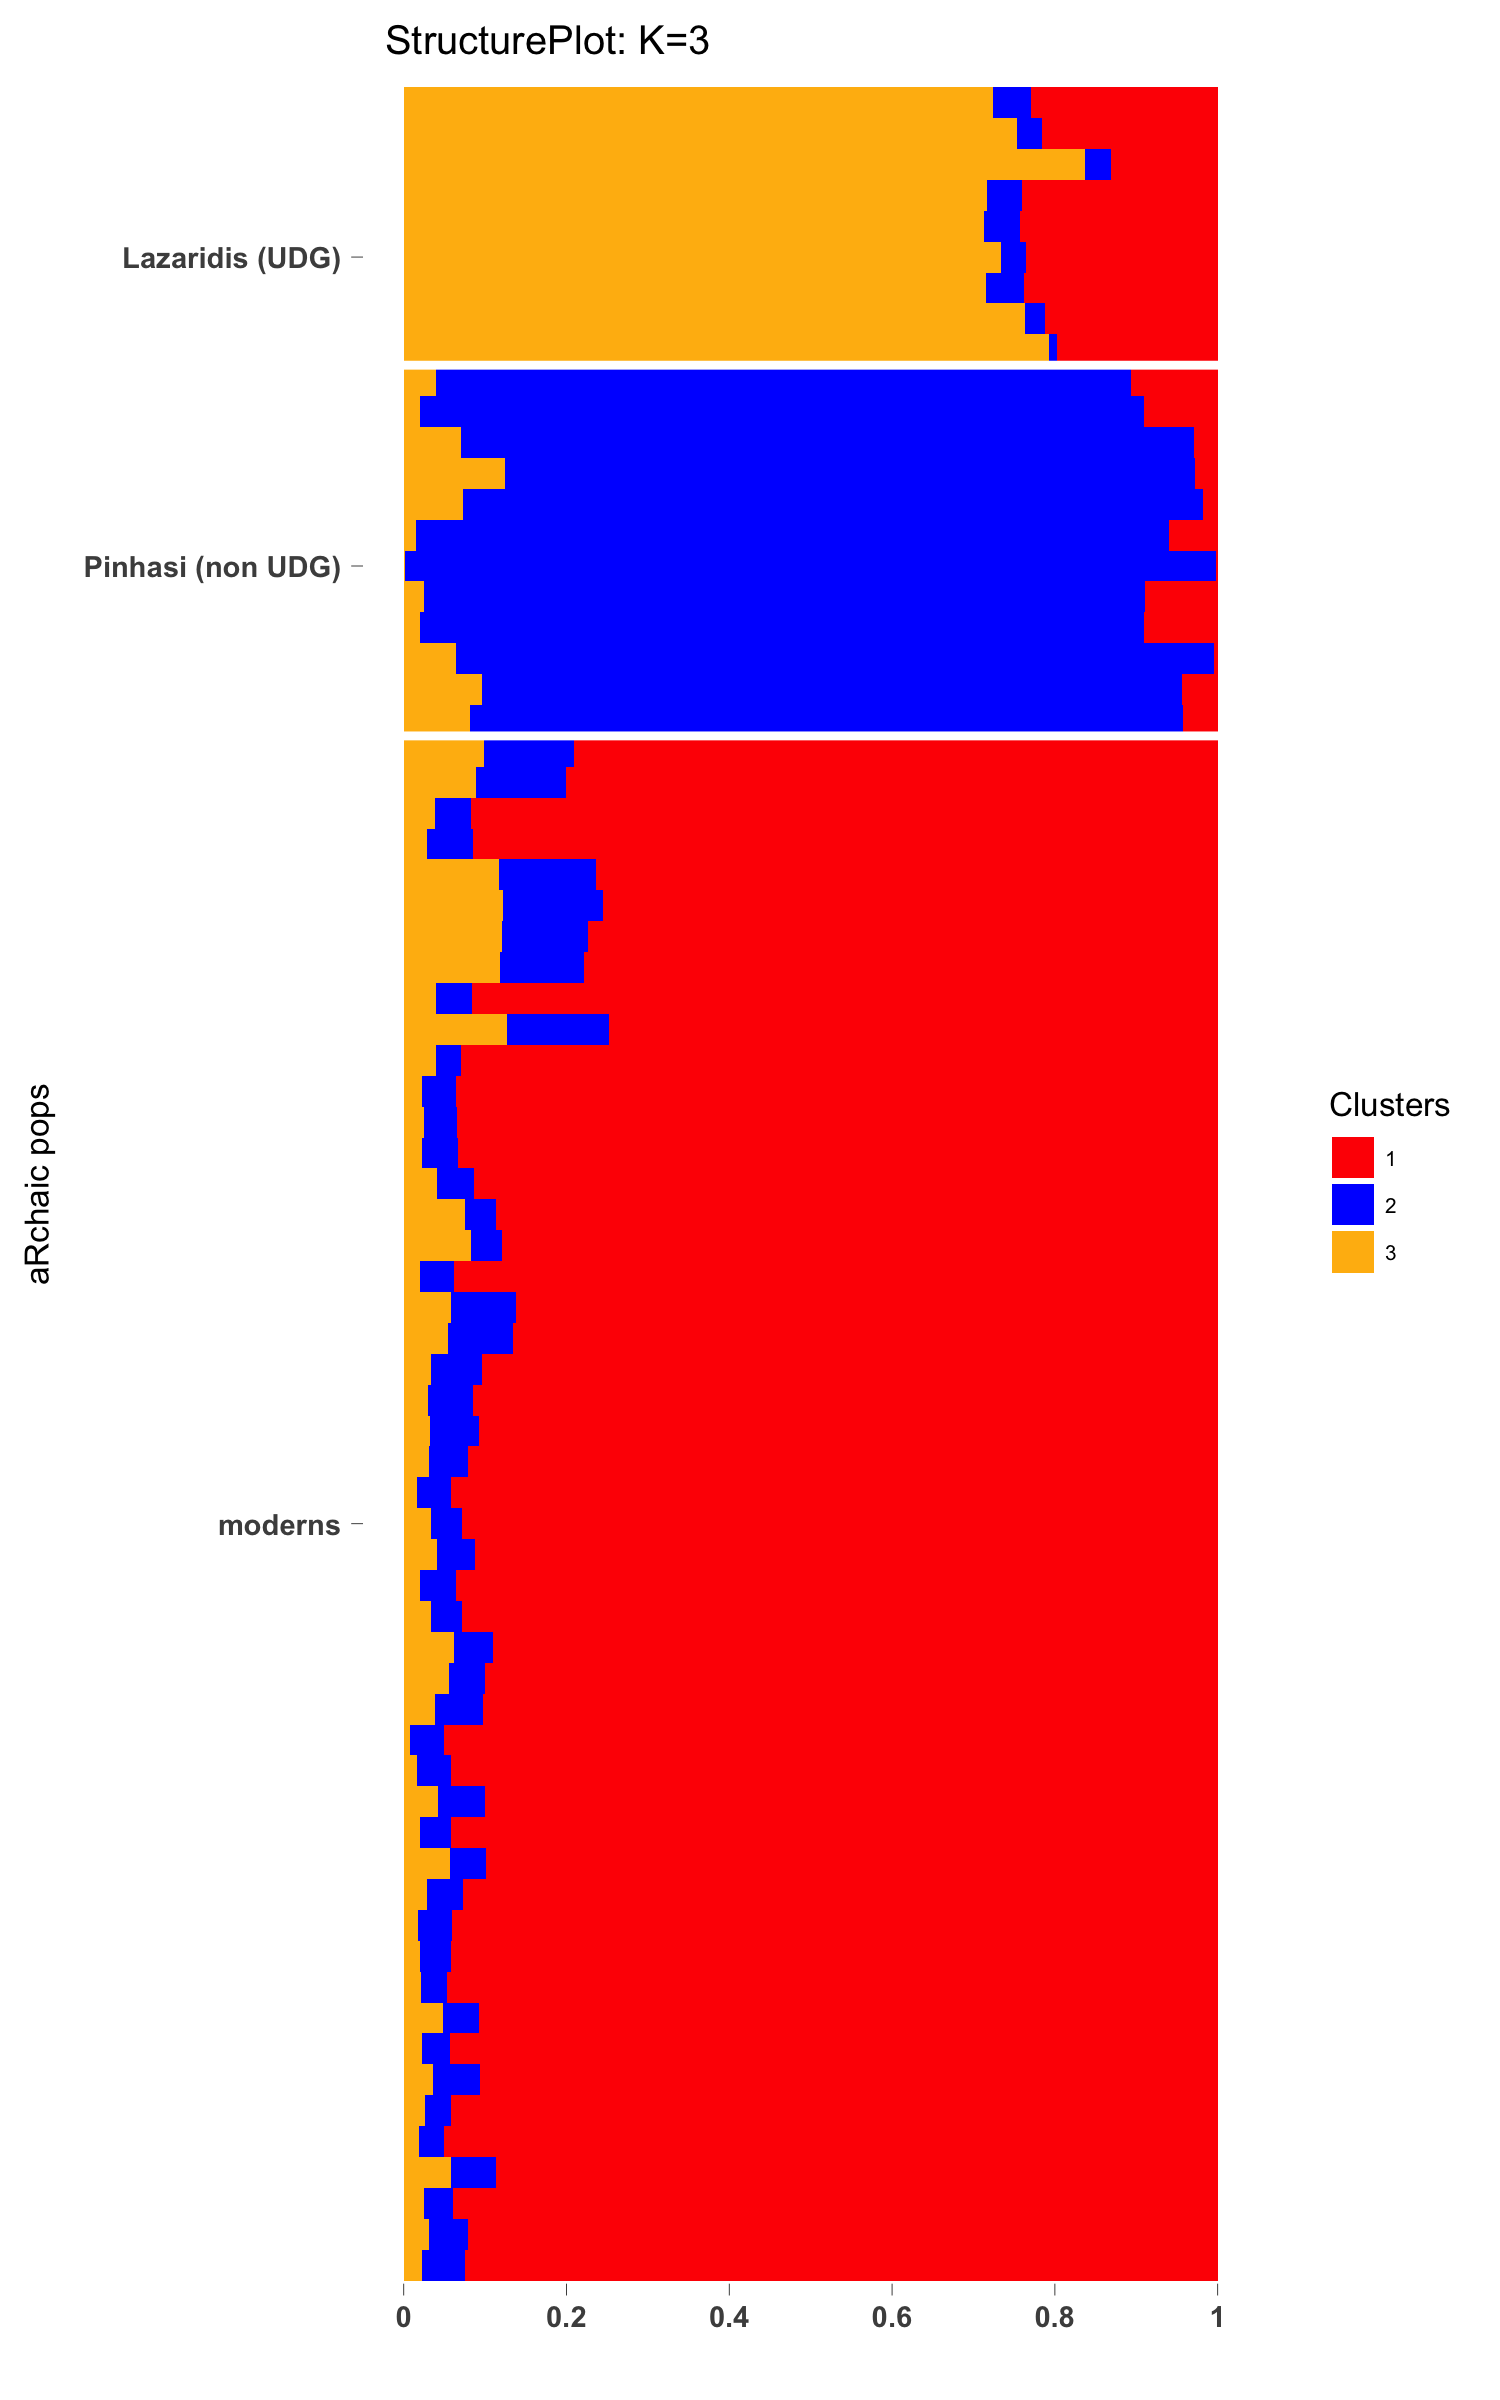 StructurePlot: K=3
Lazaridis (UDG)
Pinhasi (non UDG)
moderns
aRchaic pops
Clusters
1
2
3
0 0.2 0.4 0.6 0.8 1